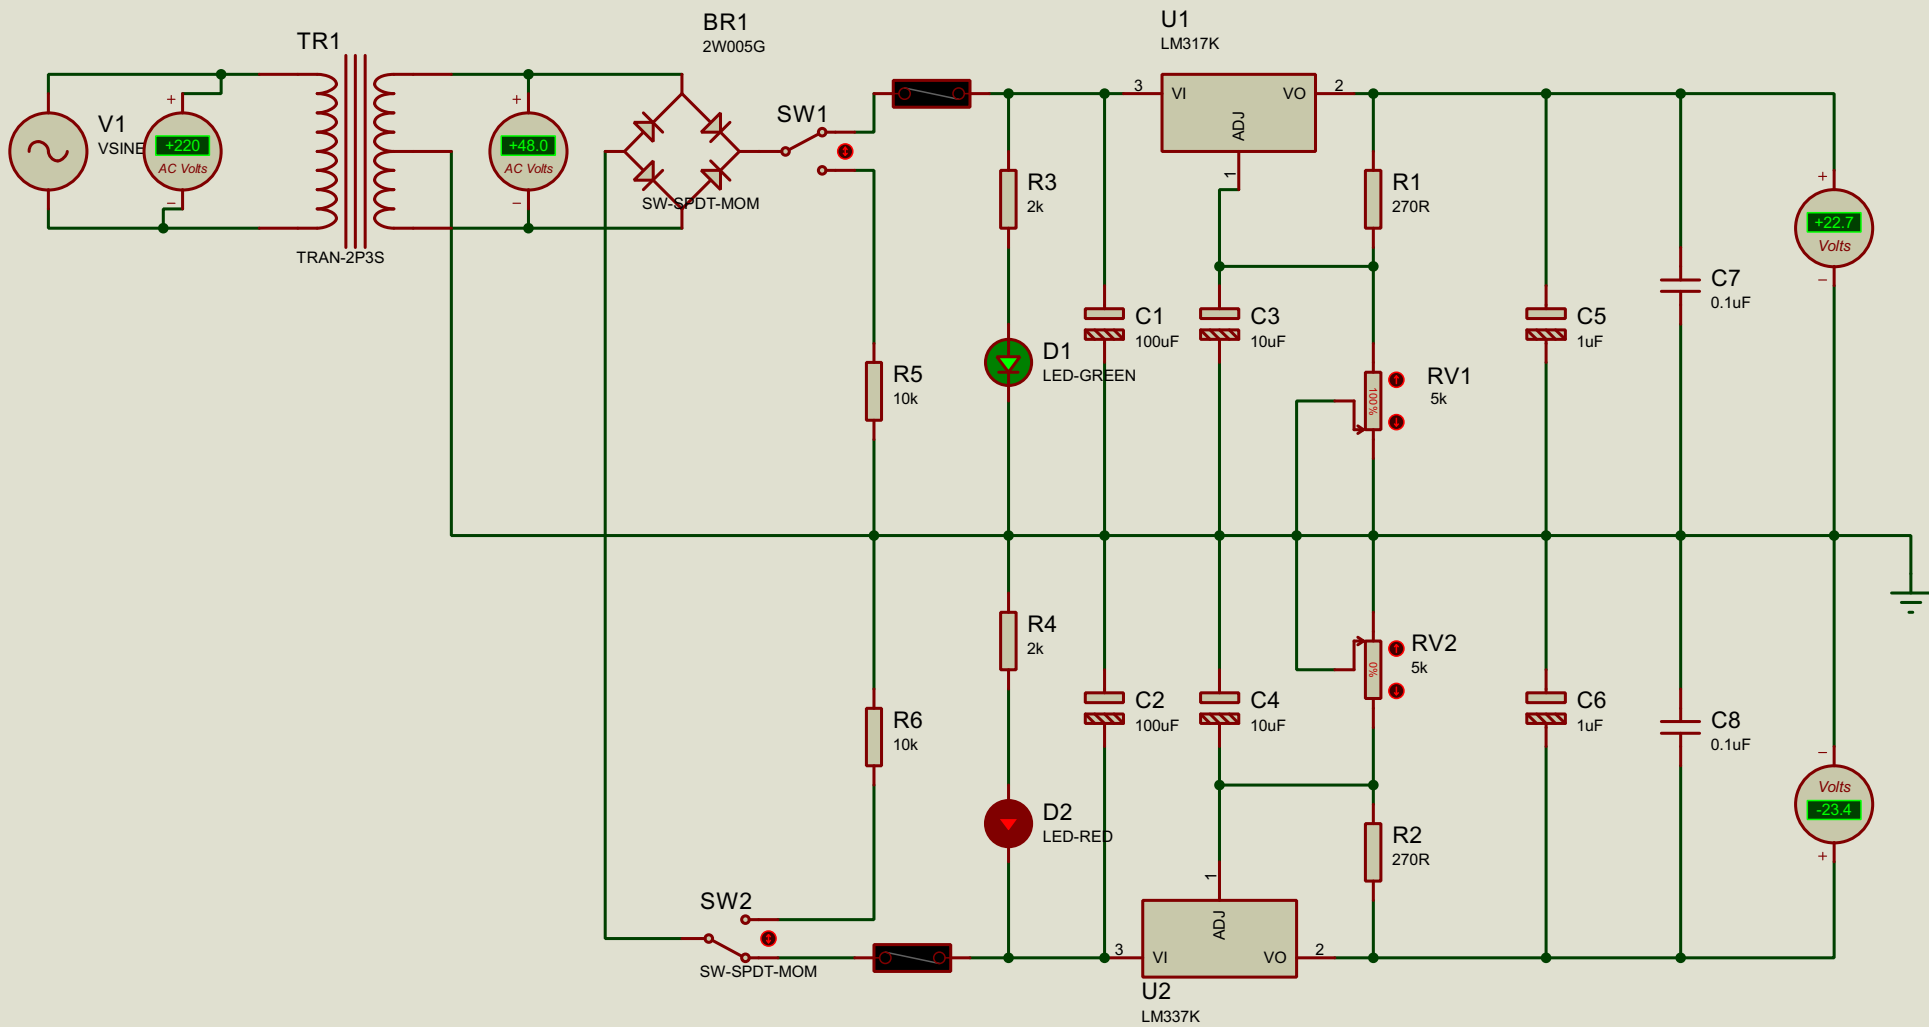 TR1
TRAN-2P3S
V1
VSINE
+
+220
AC Volts
−
+
+48.0
AC Volts
−
BR1
2W005G
SW1
SW-SPDT-MOM
U1
LM317K
3
VI
VO
2
ADJ
1
R3
2k
R1
270R
+
+22.7
Volts
−
C7
0.1uF
C1
100uF
C3
10uF
C5
1uF
D1
LED-GREEN
R5
10k
RV1
5k
100%
R4
2k
RV2
5k
0%
R6
10k
C2
100uF
C4
10uF
C6
1uF
C8
0.1uF
−
Volts
-23.4
+
D2
LED-RED
R2
270R
SW2
SW-SPDT-MOM
1
ADJ
3
VI
VO
2
U2
LM337K